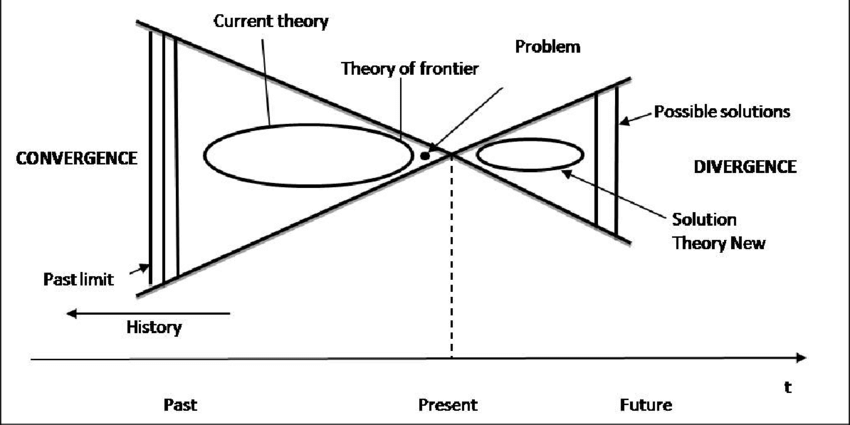 Current theory
Problem
Theory of frontier
Possible solutions
CONVERGENCE
DIVERGENCE
Solution
Theory New
Past limit
History
t
Past
Present
Future